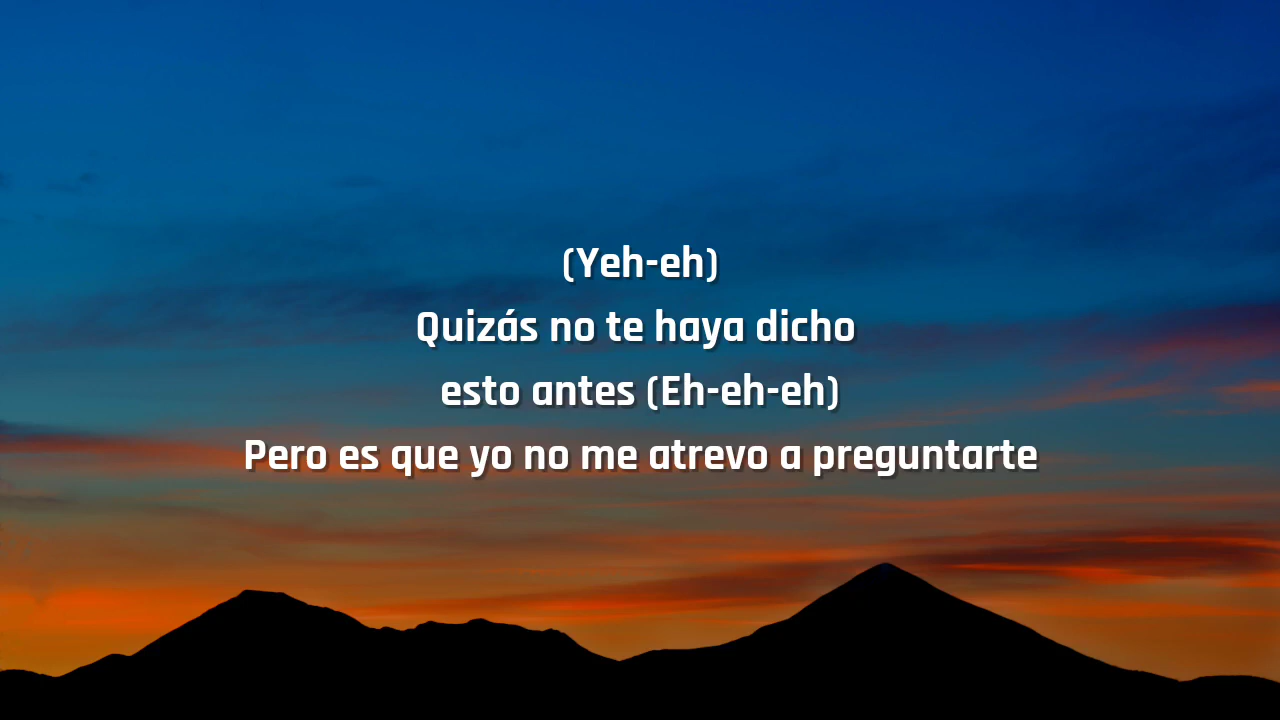 (Yeh-eh)
Quizás no te haya dicho
esto antes (Eh-eh-eh)
Pero es que yo no me atrevo a preguntarte